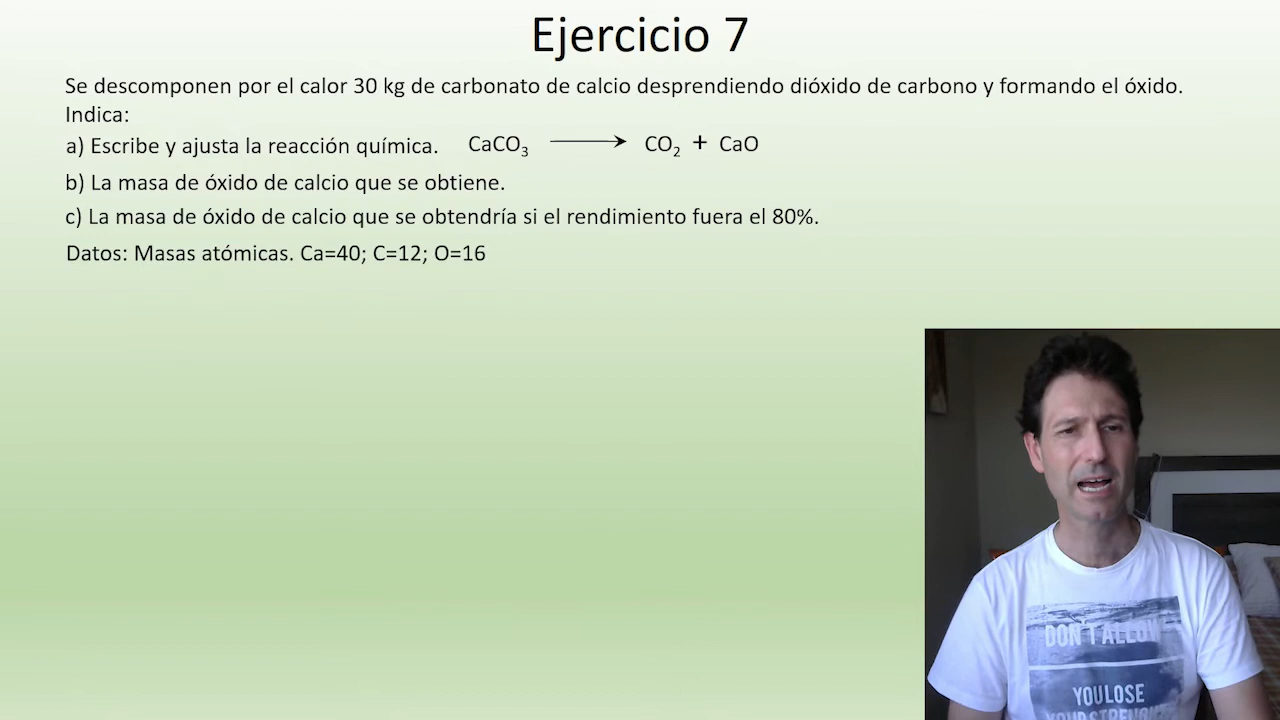 Ejercicio 7
Se descomponen por el calor 30 kg de carbonato de calcio desprendiendo dióxido de carbono y formando el óxido.
Indica:
a) Escribe y ajusta la reacción química. CaCO₃ ⟶ CO₂ + CaO
b) La masa de óxido de calcio que se obtiene.
c) La masa de óxido de calcio que se obtendría si el rendimiento fuera el 80%.
Datos: Masas atómicas. Ca=40; C=12; O=16
DON'T ALLOW
YOU LOSE
YOUR STRENGHT